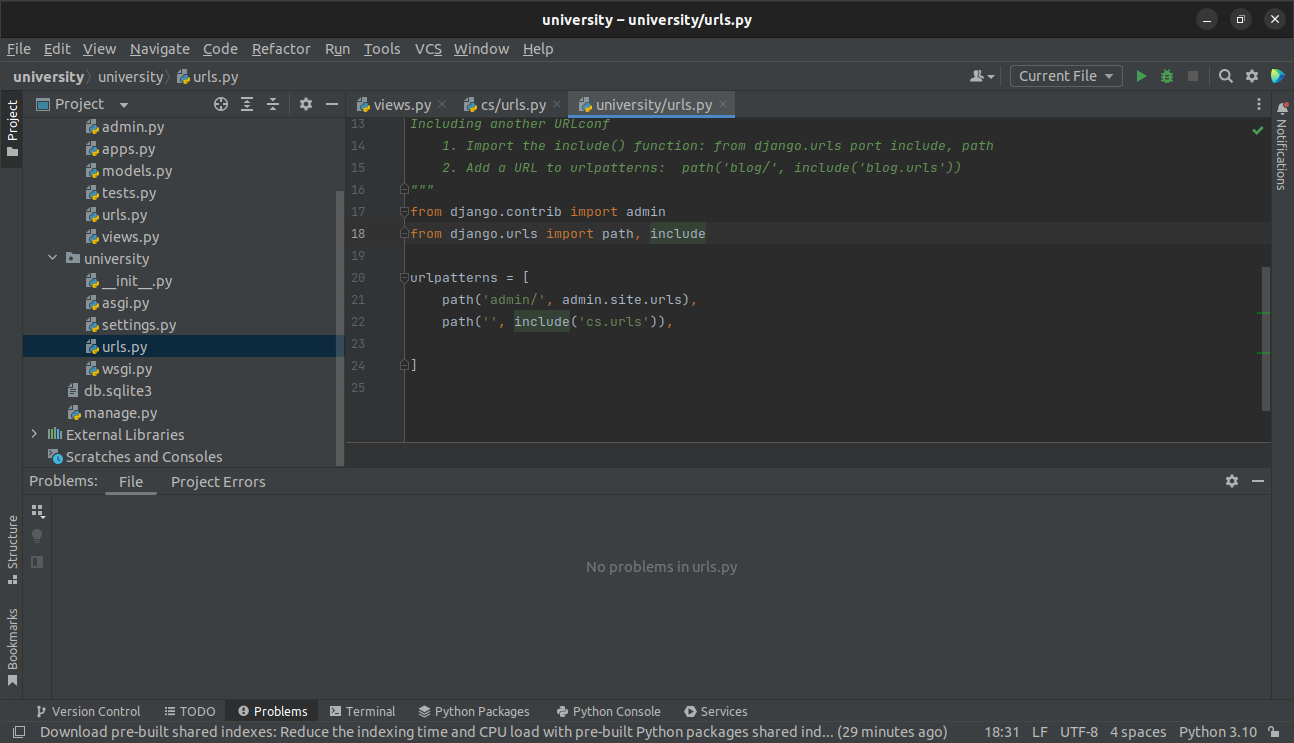 university – university/urls.py
File Edit View Navigate Code Refactor Run Tools VCS Window Help
university university urls.py
Current File
Project
Project
views.py cs/urls.py university/urls.py
Notifications
admin.py
apps.py
models.py
tests.py
urls.py
views.py
university
__init__.py
asgi.py
settings.py
urls.py
wsgi.py
db.sqlite3
manage.py
External Libraries
Scratches and Consoles
13 Including another URLconf
14 1. Import the include() function: from django.urls port include, path
15 2. Add a URL to urlpatterns:  path('blog/', include('blog.urls'))
16 """
17 from django.contrib import admin
18 from django.urls import path, include
19
20 urlpatterns = [
21 path('admin/', admin.site.urls),
22 path('', include('cs.urls')),
23
24 ]
25
Problems: File Project Errors
No problems in urls.py
Structure
Bookmarks
Version Control TODO Problems Terminal Python Packages Python Console Services
Download pre-built shared indexes: Reduce the indexing time and CPU load with pre-built Python packages shared ind... (29 minutes ago) 18:31 LF UTF-8 4 spaces Python 3.10